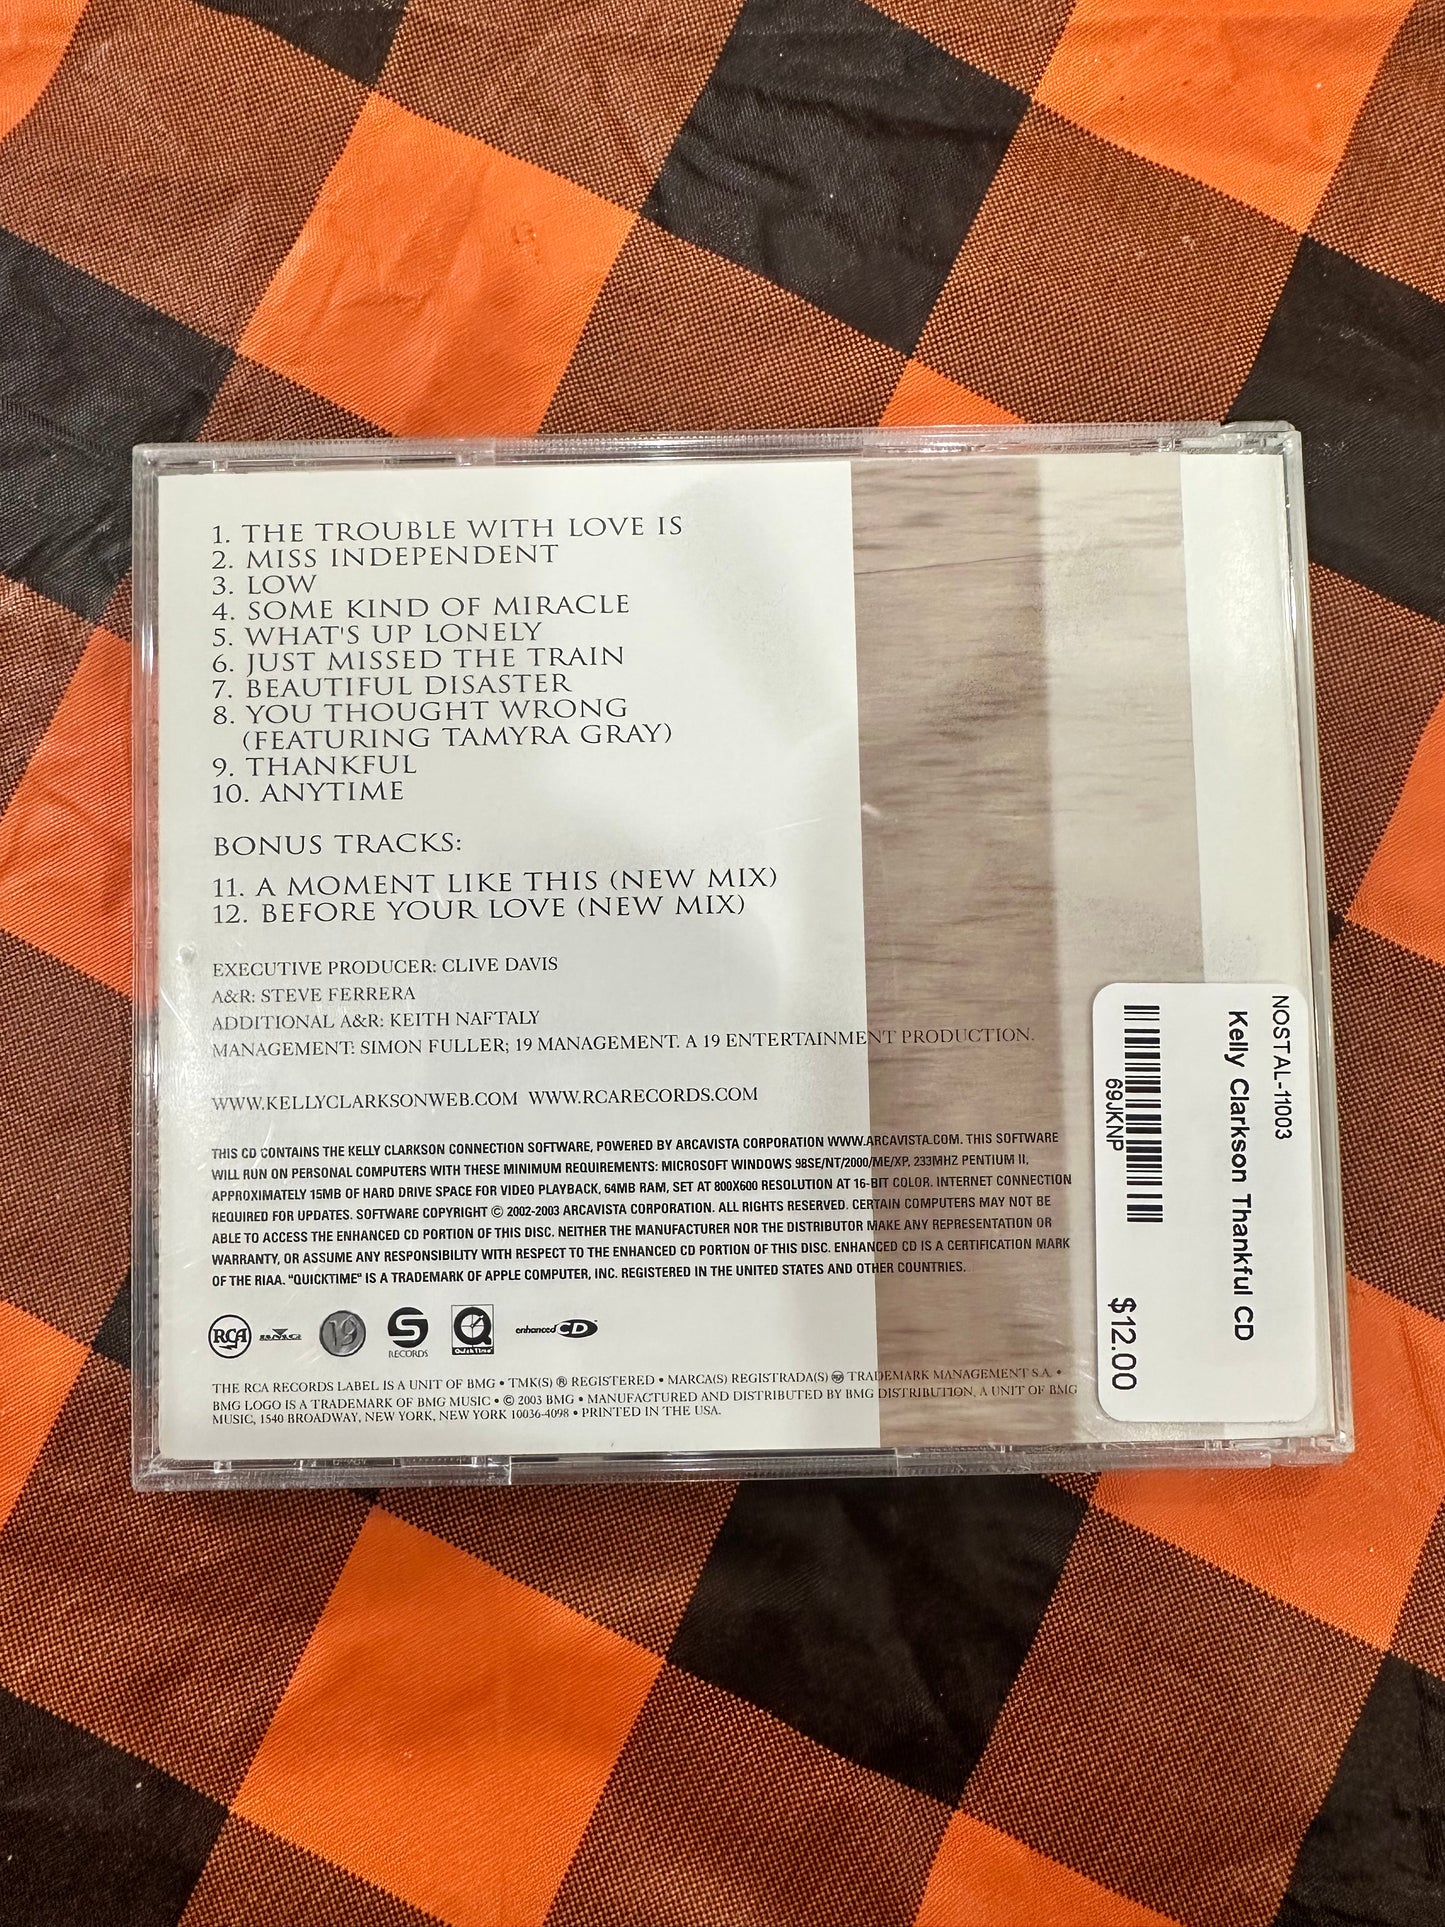 1. THE TROUBLE WITH LOVE IS
2. MISS INDEPENDENT
3. LOW
4. SOME KIND OF MIRACLE
5. WHAT'S UP LONELY
6. JUST MISSED THE TRAIN
7. BEAUTIFUL DISASTER
8. YOU THOUGHT WRONG
(FEATURING TAMYRA GRAY)
9. THANKFUL
10. ANYTIME
BONUS TRACKS:
11. A MOMENT LIKE THIS (NEW MIX)
12. BEFORE YOUR LOVE (NEW MIX)
EXECUTIVE PRODUCER: CLIVE DAVIS
A&R: STEVE FERRERA
ADDITIONAL A&R: KEITH NAFTALY
MANAGEMENT: SIMON FULLER; 19 MANAGEMENT. A 19 ENTERTAINMENT PRODUCTION.
WWW.KELLYCLARKSONWEB.COM WWW.RCARECORDS.COM
THIS CD CONTAINS THE KELLY CLARKSON CONNECTION SOFTWARE, POWERED BY ARCAVISTA CORPORATION WWW.ARCAVISTA.COM. THIS SOFTWARE
WILL RUN ON PERSONAL COMPUTERS WITH THESE MINIMUM REQUIREMENTS: MICROSOFT WINDOWS 98SE/NT/2000/ME/XP, 233MHZ PENTIUM II,
APPROXIMATELY 15MB OF HARD DRIVE SPACE FOR VIDEO PLAYBACK, 64MB RAM, SET AT 800X600 RESOLUTION AT 16-BIT COLOR. INTERNET CONNECTION
REQUIRED FOR UPDATES. SOFTWARE COPYRIGHT © 2002-2003 ARCAVISTA CORPORATION. ALL RIGHTS RESERVED. CERTAIN COMPUTERS MAY NOT BE
ABLE TO ACCESS THE ENHANCED CD PORTION OF THIS DISC. NEITHER THE MANUFACTURER NOR THE DISTRIBUTOR MAKE ANY REPRESENTATION OR
WARRANTY, OR ASSUME ANY RESPONSIBILITY WITH RESPECT TO THE ENHANCED CD PORTION OF THIS DISC. ENHANCED CD IS A CERTIFICATION MARK
OF THE RIAA. "QUICKTIME" IS A TRADEMARK OF APPLE COMPUTER, INC. REGISTERED IN THE UNITED STATES AND OTHER COUNTRIES.
RCA BMG 19 S RECORDS QuickTime enhanced CD
THE RCA RECORDS LABEL IS A UNIT OF BMG • TMK(S) ® REGISTERED • MARCA(S) REGISTRADA(S) RCA TRADEMARK MANAGEMENT S.A. •
BMG LOGO IS A TRADEMARK OF BMG MUSIC • © 2003 BMG • MANUFACTURED AND DISTRIBUTED BY BMG DISTRIBUTION, A UNIT OF BMG
MUSIC, 1540 BROADWAY, NEW YORK, NEW YORK 10036-4098 • PRINTED IN THE USA.
NOSTAL-11003
Kelly Clarkson Thankful CD
69JKNP
$12.00